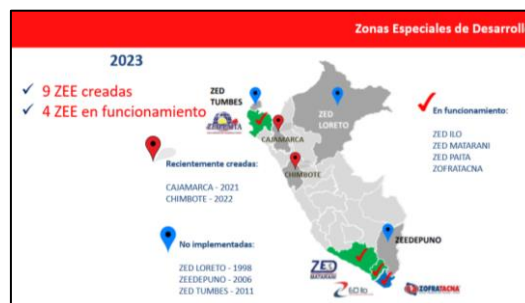 Zonas Especiales de Desarroll
2023
✓ 9 ZEE creadas
✓ 4 ZEE en funcionamiento
ZED
TUMBES
ZED
LORETO
CAJAMARCA
CHIMBOTE
En funcionamiento:
ZED ILO
ZED MATARANI
ZED PAITA
ZOFRATACNA
Recientemente creadas:
CAJAMARCA - 2021
CHIMBOTE - 2022
No implementadas:
ZED LORETO - 1998
ZEEDEPUNO - 2006
ZED TUMBES - 2011
ZEEDEPUNO
ZED
MATARANI
ZOFRATACNA